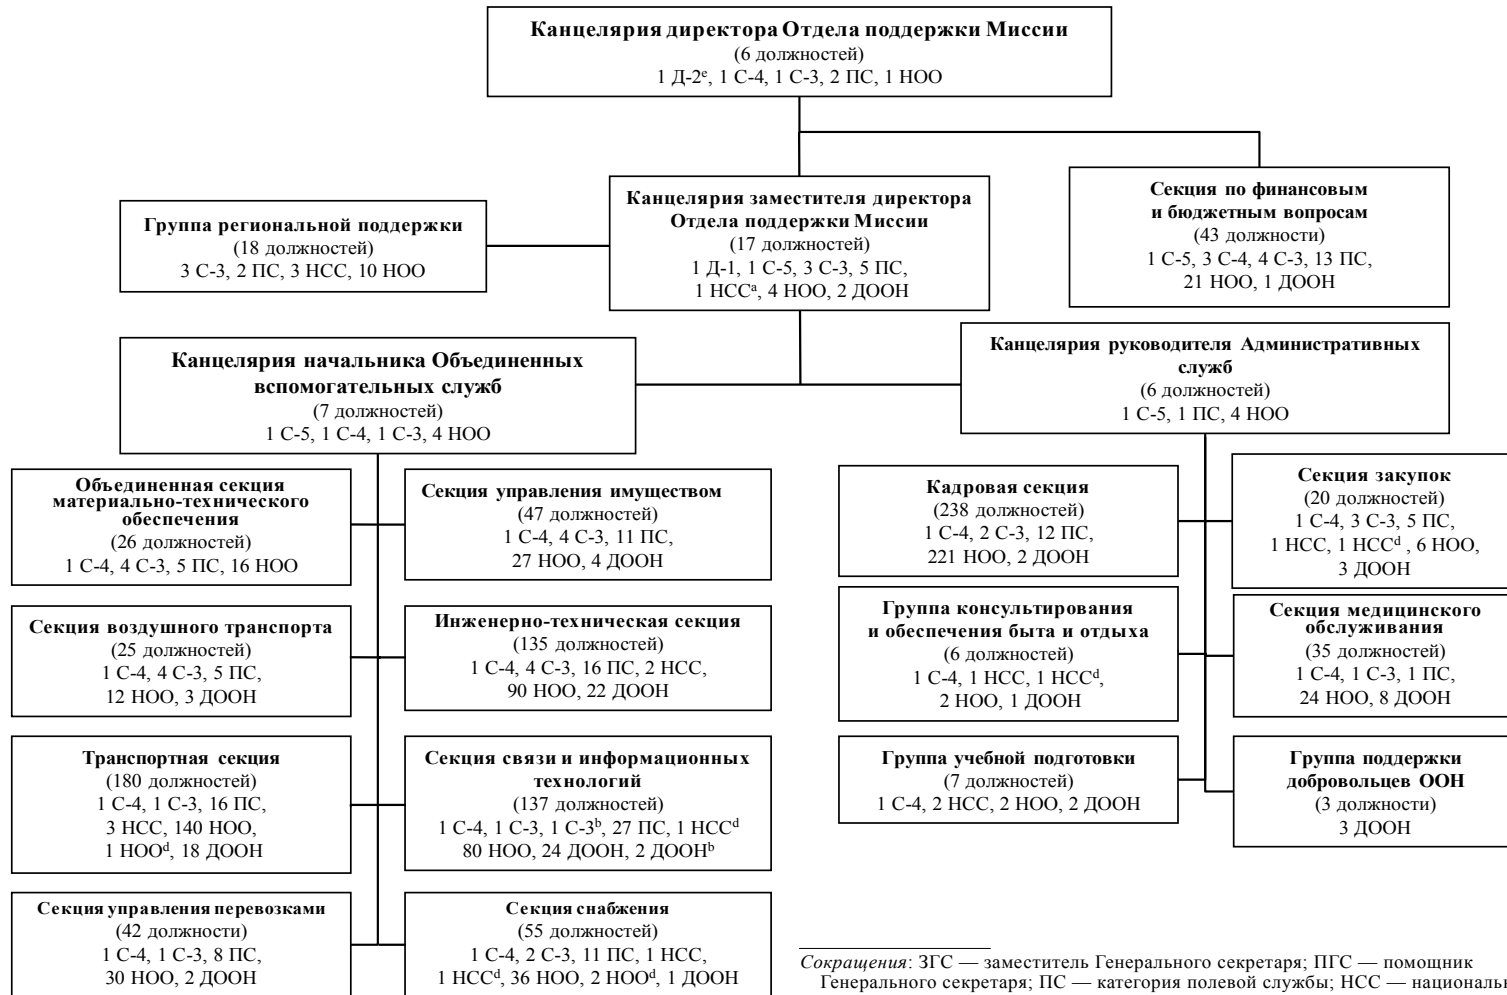 Канцелярия директора Отдела поддержки Миссии
(6 должностей)
1 Д-2ᵉ, 1 С-4, 1 С-3, 2 ПС, 1 НОО
Группа региональной поддержки
(18 должностей)
3 С-3, 2 ПС, 3 НСС, 10 НОО
Канцелярия заместителя директора
Отдела поддержки Миссии
(17 должностей)
1 Д-1, 1 С-5, 3 С-3, 5 ПС,
1 НССᵃ, 4 НОО, 2 ДООН
Секция по финансовым
и бюджетным вопросам
(43 должности)
1 С-5, 3 С-4, 4 С-3, 13 ПС,
21 НОО, 1 ДООН
Канцелярия начальника Объединенных
вспомогательных служб
(7 должностей)
1 С-5, 1 С-4, 1 С-3, 4 НОО
Канцелярия руководителя Административных
служб
(6 должностей)
1 С-5, 1 ПС, 4 НОО
Объединенная секция
материально-технического
обеспечения
(26 должностей)
1 С-4, 4 С-3, 5 ПС, 16 НОО
Секция управления имуществом
(47 должностей)
1 С-4, 4 С-3, 11 ПС,
27 НОО, 4 ДООН
Кадровая секция
(238 должностей)
1 С-4, 2 С-3, 12 ПС,
221 НОО, 2 ДООН
Секция закупок
(20 должностей)
1 С-4, 3 С-3, 5 ПС,
1 НСС, 1 НССᵈ , 6 НОО,
3 ДООН
Секция воздушного транспорта
(25 должностей)
1 С-4, 4 С-3, 5 ПС,
12 НОО, 3 ДООН
Инженерно-техническая секция
(135 должностей)
1 С-4, 4 С-3, 16 ПС, 2 НСС,
90 НОО, 22 ДООН
Группа консультирования
и обеспечения быта и отдыха
(6 должностей)
1 С-4, 1 НСС, 1 НССᵈ,
2 НОО, 1 ДООН
Секция медицинского
обслуживания
(35 должностей)
1 С-4, 1 С-3, 1 ПС,
24 НОО, 8 ДООН
Транспортная секция
(180 должностей)
1 С-4, 1 С-3, 16 ПС,
3 НСС, 140 НОО,
1 НООᵈ, 18 ДООН
Секция связи и информационных
технологий
(137 должностей)
1 С-4, 1 С-3, 1 С-3ᵇ, 27 ПС, 1 НССᵈ
80 НОО, 24 ДООН, 2 ДООНᵇ
Группа учебной подготовки
(7 должностей)
1 С-4, 2 НСС, 2 НОО, 2 ДООН
Группа поддержки
добровольцев ООН
(3 должности)
3 ДООН
Секция управления перевозками
(42 должности)
1 С-4, 1 С-3, 8 ПС,
30 НОО, 2 ДООН
Секция снабжения
(55 должностей)
1 С-4, 2 С-3, 11 ПС, 1 НСС,
1 НССᵈ, 36 НОО, 2 НООᵈ, 1 ДООН
Сокращения: ЗГС — заместитель Генерального секретаря; ПГС — помощник
Генерального секретаря; ПС — категория полевой службы; НСС —